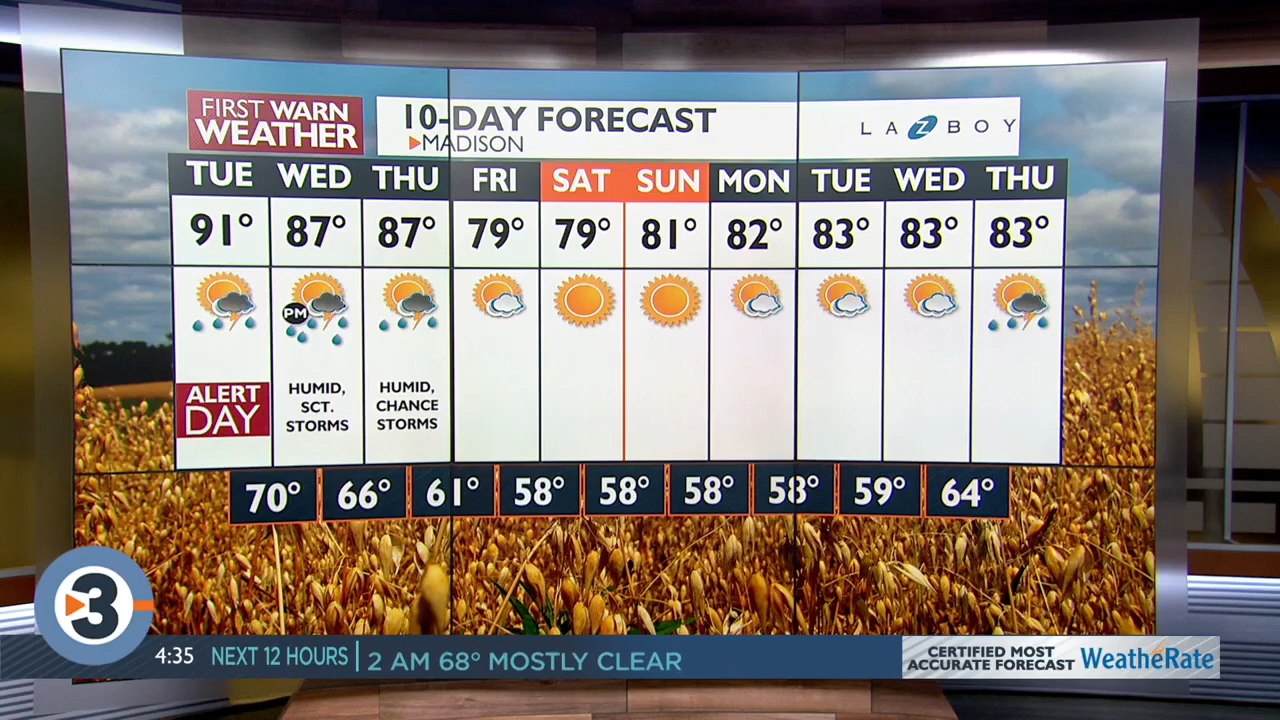 FIRST WARN
WEATHER
10-DAY FORECAST
MADISON
LA Z BOY
TUE WED THU FRI SAT SUN MON TUE WED THU
91° 87° 87° 79° 79° 81° 82° 83° 83° 83°
PM
ALERT
DAY
HUMID,
SCT.
STORMS
HUMID,
CHANCE
STORMS
70° 66° 61° 58° 58° 58° 58° 59° 64°
3
4:35 NEXT 12 HOURS 2 AM 68° MOSTLY CLEAR
CERTIFIED MOST
ACCURATE FORECAST
WeatheRate